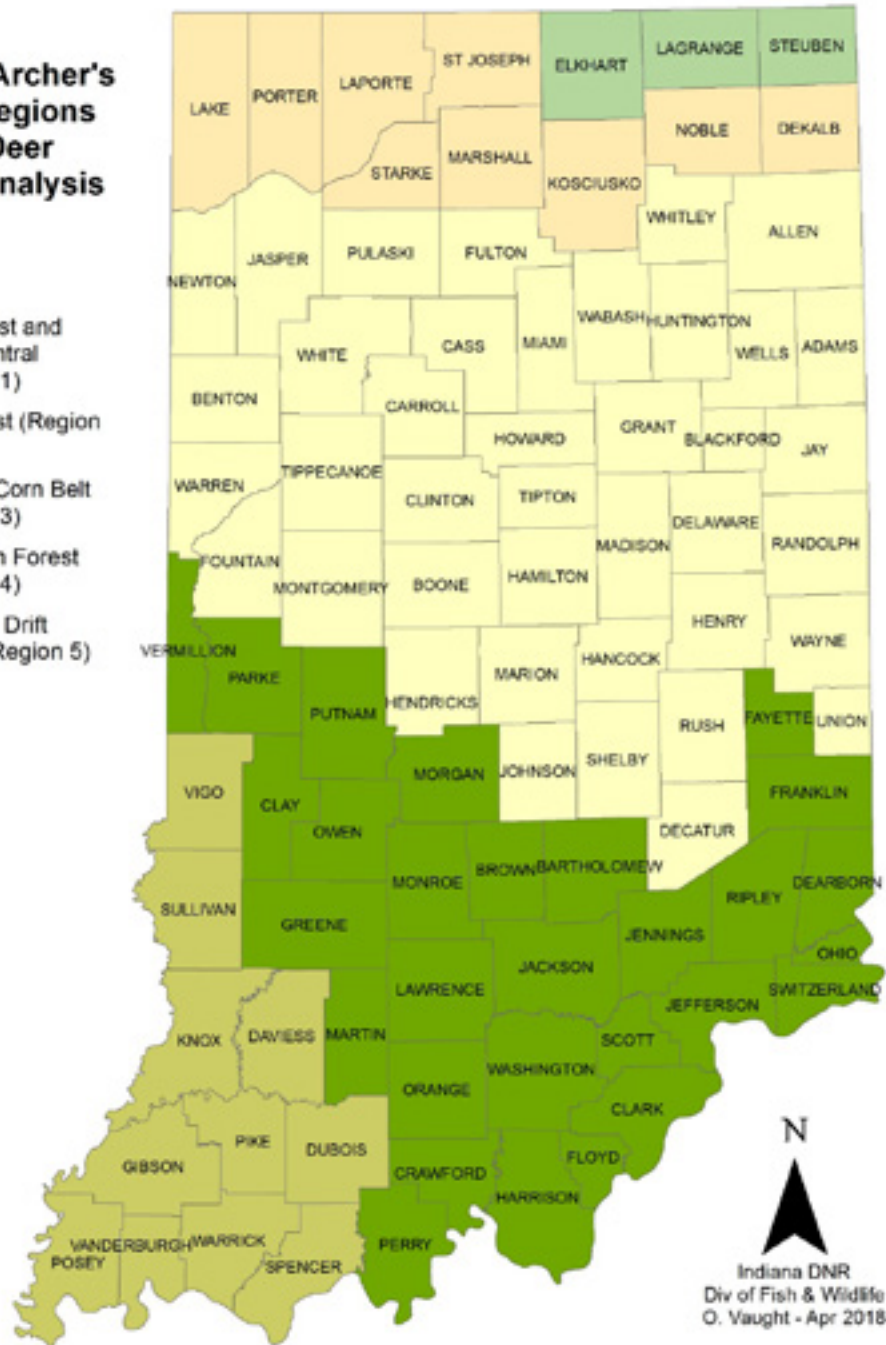 Archer's
egions
Deer
nalysis
st and
ntral
1)
st (Region
Corn Belt
3)
n Forest
4)
Drift
Region 5)
LAKE
PORTER
LAPORTE
ST JOSEPH
ELKHART
LAGRANGE
STEUBEN
STARKE
MARSHALL
KOSCIUSKO
NOBLE
DEKALB
NEWTON
JASPER
PULASKI
FULTON
WHITLEY
ALLEN
WHITE
CASS
MIAMI
WABASH
HUNTINGTON
WELLS
ADAMS
BENTON
CARROLL
HOWARD
GRANT
BLACKFORD
JAY
WARREN
TIPPECANOE
CLINTON
TIPTON
MADISON
DELAWARE
RANDOLPH
FOUNTAIN
MONTGOMERY
BOONE
HAMILTON
HENRY
WAYNE
VERMILLION
PARKE
PUTNAM
HENDRICKS
MARION
HANCOCK
RUSH
FAYETTE
UNION
VIGO
CLAY
OWEN
MORGAN
JOHNSON
SHELBY
DECATUR
FRANKLIN
SULLIVAN
GREENE
MONROE
BROWN
BARTHOLOMEW
JENNINGS
RIPLEY
DEARBORN
OHIO
KNOX
DAVIESS
MARTIN
LAWRENCE
JACKSON
JEFFERSON
SWITZERLAND
SCOTT
ORANGE
WASHINGTON
CLARK
GIBSON
PIKE
DUBOIS
CRAWFORD
FLOYD
HARRISON
POSEY
VANDERBURGH
WARRICK
SPENCER
PERRY
N
Indiana DNR
Div of Fish & Wildlife
O. Vaught - Apr 2018